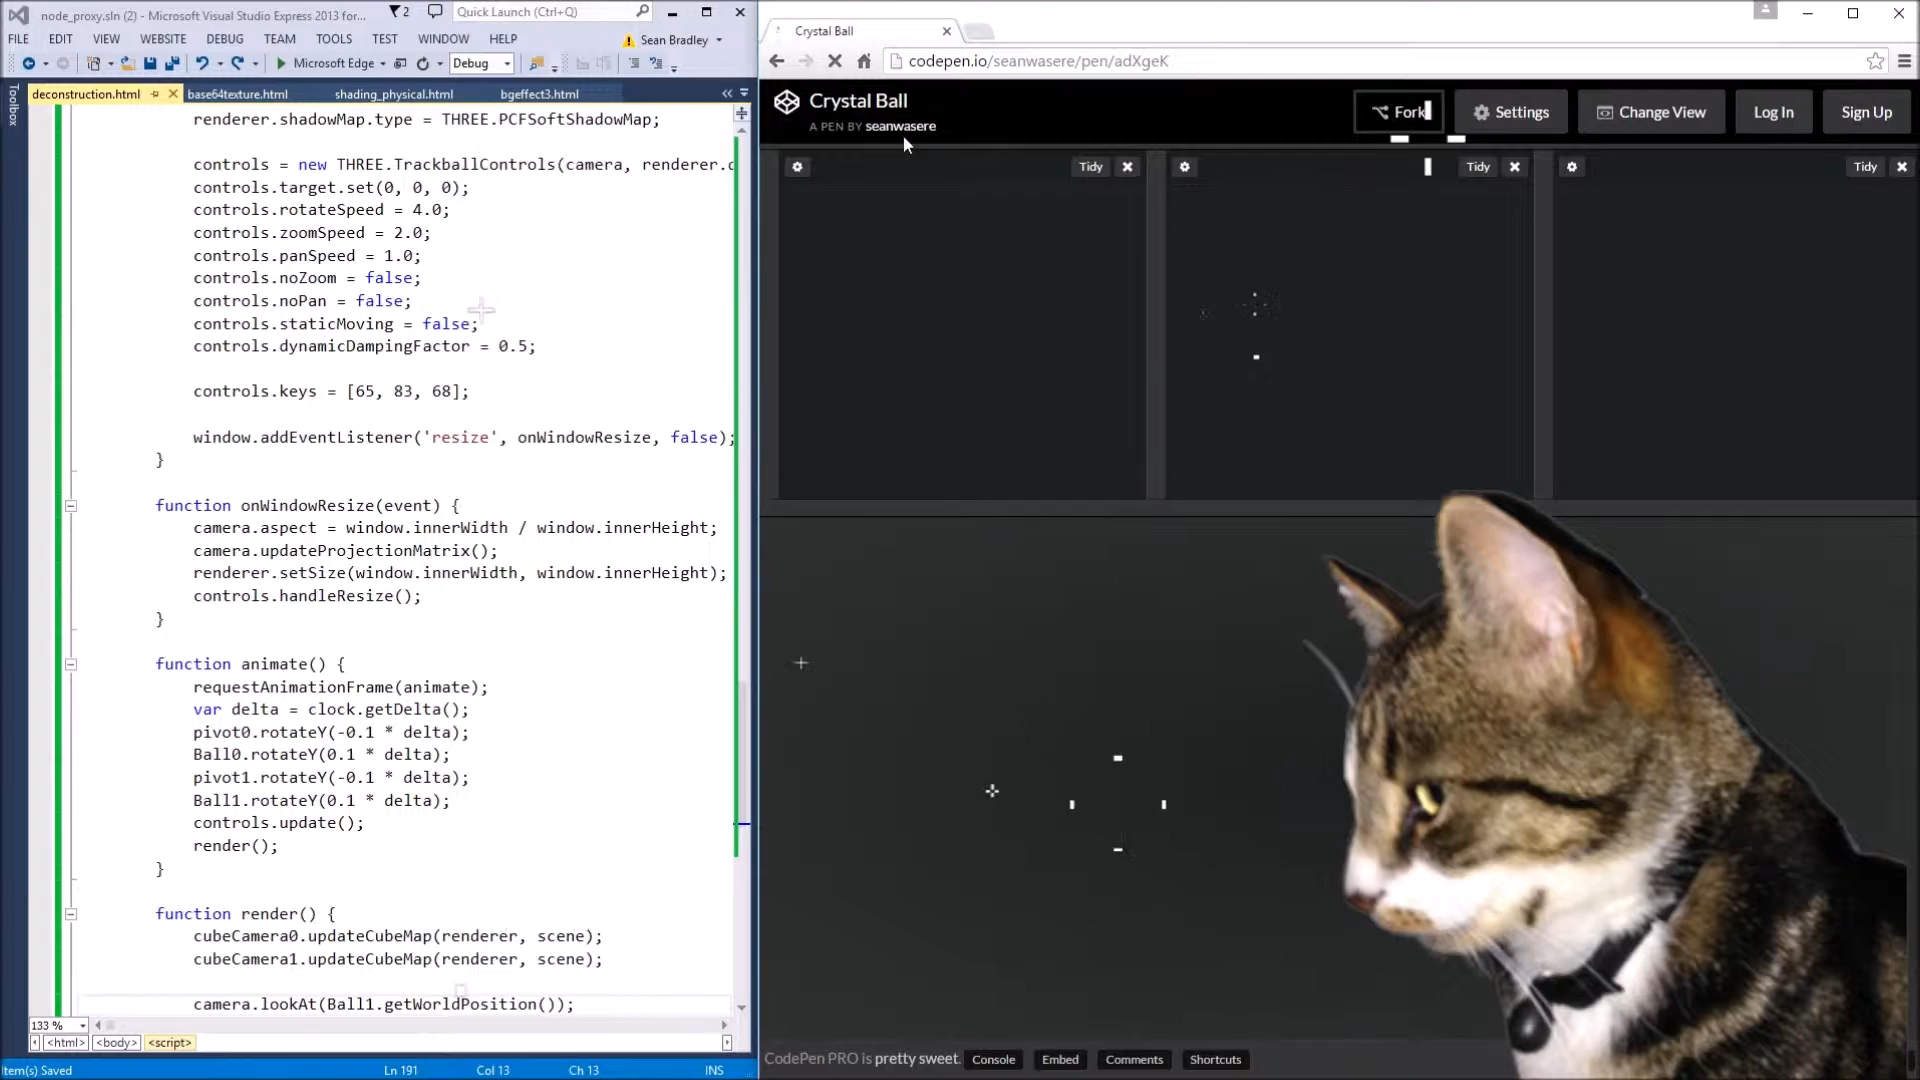 node_proxy.sln (2) - Microsoft Visual Studio Express 2013 for...
2
Quick Launch (Ctrl+Q)
FILE EDIT VIEW WEBSITE DEBUG TEAM TOOLS TEST WINDOW HELP
Sean Bradley
Microsoft Edge
Debug
Toolbox
deconstruction.html
base64texture.html
shading_physical.html
bgeffect3.html
renderer.shadowMap.type = THREE.PCFSoftShadowMap;
controls = new THREE.TrackballControls(camera, renderer.
controls.target.set(0, 0, 0);
controls.rotateSpeed = 4.0;
controls.zoomSpeed = 2.0;
controls.panSpeed = 1.0;
controls.noZoom = false;
controls.noPan = false;
controls.staticMoving = false;
controls.dynamicDampingFactor = 0.5;
controls.keys = [65, 83, 68];
window.addEventListener('resize', onWindowResize, false);
}
function onWindowResize(event) {
camera.aspect = window.innerWidth / window.innerHeight;
camera.updateProjectionMatrix();
renderer.setSize(window.innerWidth, window.innerHeight);
controls.handleResize();
}
function animate() {
requestAnimationFrame(animate);
var delta = clock.getDelta();
pivot0.rotateY(-0.1 * delta);
Ball0.rotateY(0.1 * delta);
pivot1.rotateY(-0.1 * delta);
Ball1.rotateY(0.1 * delta);
controls.update();
render();
}
function render() {
cubeCamera0.updateCubeMap(renderer, scene);
cubeCamera1.updateCubeMap(renderer, scene);
camera.lookAt(Ball1.getWorldPosition());
133 %
<html> <body> <script>
Item(s) Saved
Ln 191
Col 13
Ch 13
INS
Crystal Ball
codepen.io/seanwasere/pen/adXgeK
Crystal Ball
A PEN BY seanwasere
Fork
Settings
Change View
Log In
Sign Up
Tidy
Tidy
Tidy
CodePen PRO is pretty sweet.
Console
Embed
Comments
Shortcuts